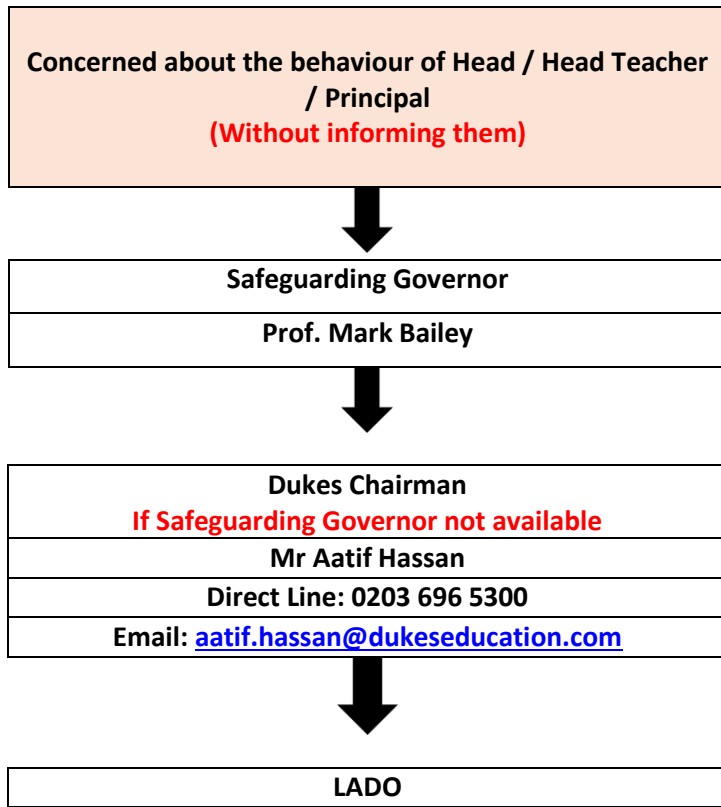 Concerned about the behaviour of Head / Head Teacher
/ Principal
(Without informing them)
Safeguarding Governor
Prof. Mark Bailey
Dukes Chairman
If Safeguarding Governor not available
Mr Aatif Hassan
Direct Line: 0203 696 5300
Email: aatif.hassan@dukeseducation.com
LADO